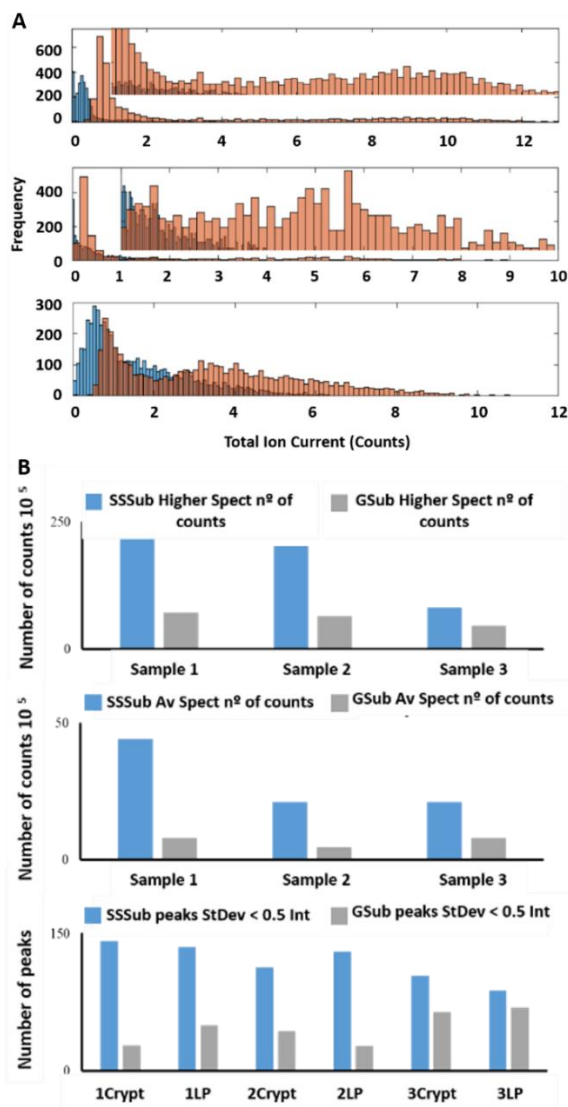 A
600
400
200
0
0 2 4 6 8 10 12
400
200
0
0 1 2 3 4 5 6 7 8 9 10
300
200
100
0
0 2 4 6 8 10 12
Frequency
Total Ion Current (Counts)
B
SSSub Higher Spect nº of counts
GSub Higher Spect nº of counts
Number of counts 10 5
250
0
Sample 1 Sample 2 Sample 3
SSSub Av Spect nº of counts GSub Av Spect nº of counts
Number of counts 10 5
50
0
Sample 1 Sample 2 Sample 3
SSSub peaks StDev < 0.5 Int GSub peaks StDev < 0.5 Int
Number of peaks
150
0
1Crypt 1LP 2Crypt 2LP 3Crypt 3LP